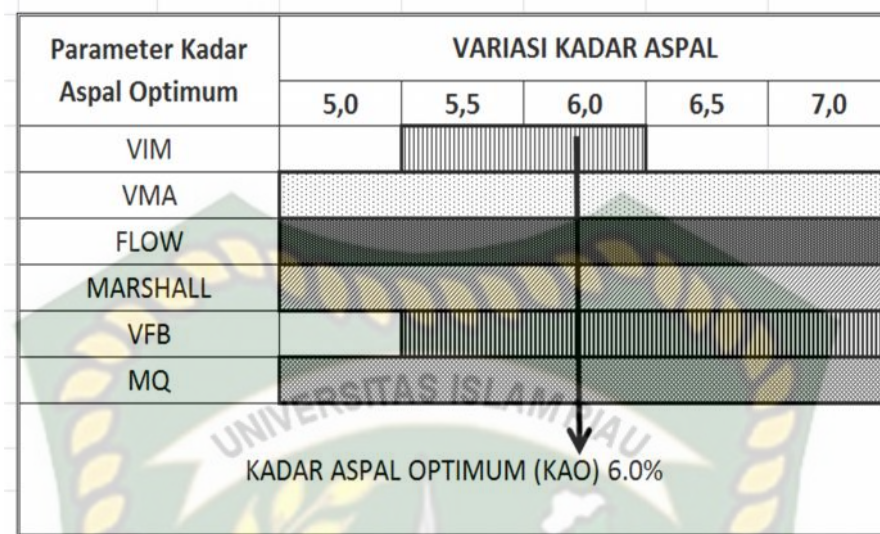 Parameter Kadar
Aspal Optimum
VARIASI KADAR ASPAL
5,0 5,5 6,0 6,5 7,0
VIM
VMA
FLOW
MARSHALL
VFB
MQ
UNIVERSITAS ISLAM RIAU
KADAR ASPAL OPTIMUM (KAO) 6.0%